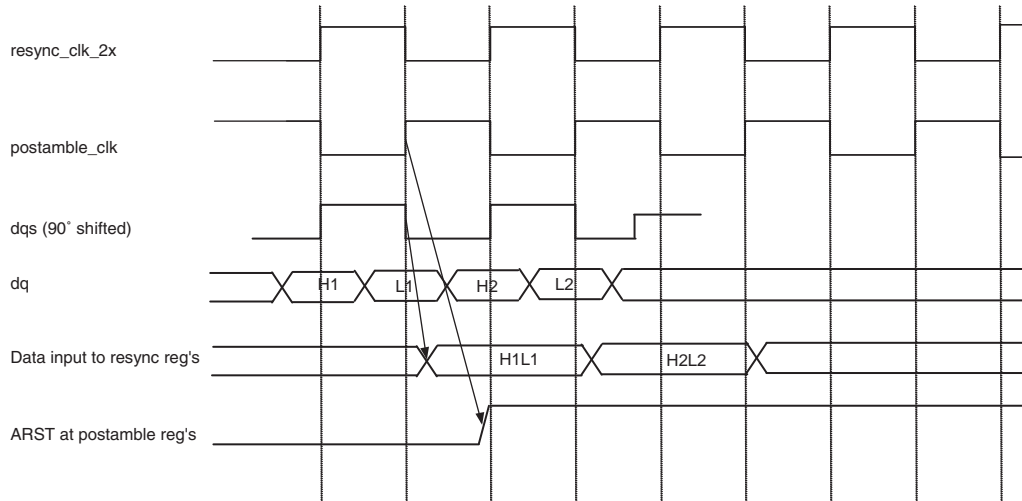 resync_clk_2x
postamble_clk
dqs (90˚ shifted)
dq
H1 L1 H2 L2
Data input to resync reg's
H1L1 H2L2
ARST at postamble reg's